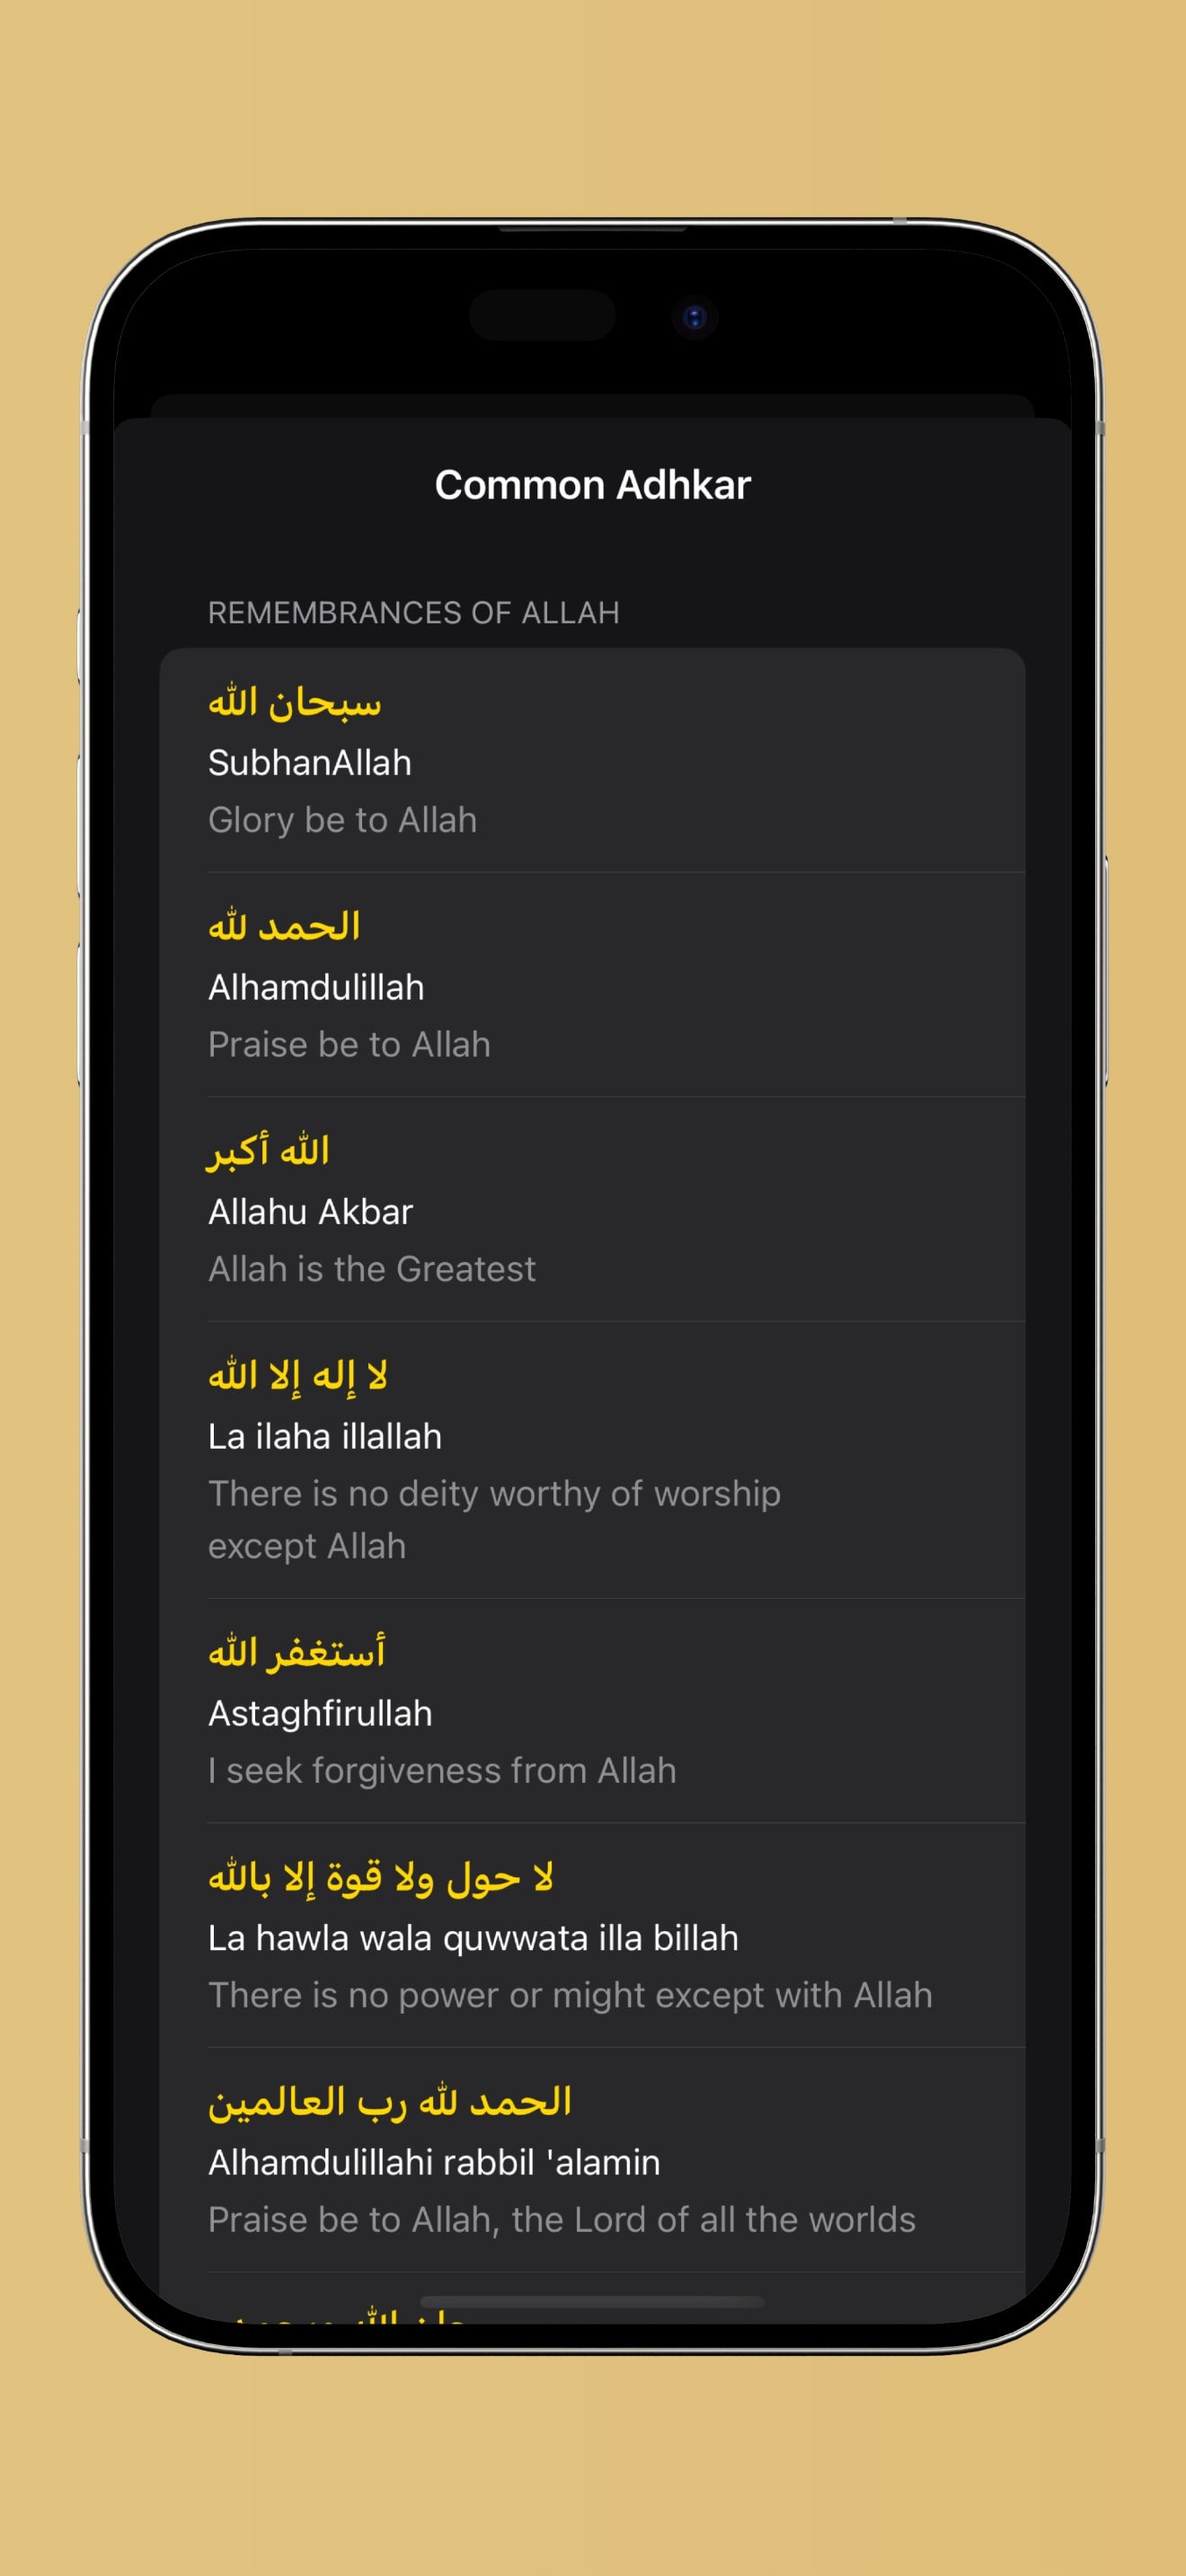 Common Adhkar
REMEMBRANCES OF ALLAH
سبحان الله
SubhanAllah
Glory be to Allah
الحمد لله
Alhamdulillah
Praise be to Allah
الله أكبر
Allahu Akbar
Allah is the Greatest
لا إله إلا الله
La ilaha illallah
There is no deity worthy of worship
except Allah
أستغفر الله
Astaghfirullah
I seek forgiveness from Allah
لا حول ولا قوة إلا بالله
La hawla wala quwwata illa billah
There is no power or might except with Allah
الحمد لله رب العالمين
Alhamdulillahi rabbil 'alamin
Praise be to Allah, the Lord of all the worlds